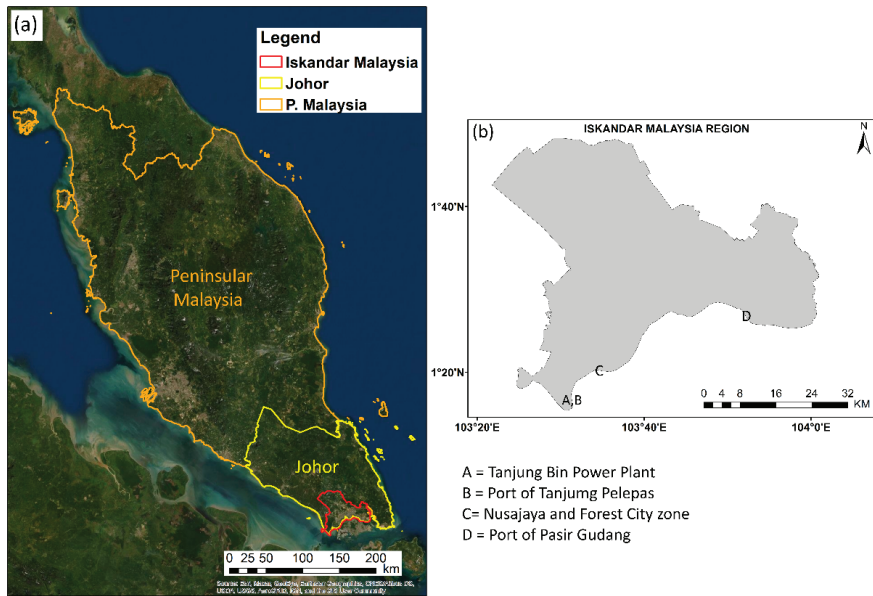 (a)
Legend
Iskandar Malaysia
Johor
P. Malaysia
Peninsular
Malaysia
Johor
0 25 50 100 150 200
km
(b)
ISKANDAR MALAYSIA REGION
N
1°40'N
1°20'N
D
C
A,B
0 4 8 16 24 32
KM
103°20'E
103°40'E
104°0'E
A = Tanjung Bin Power Plant
B = Port of Tanjumg Pelepas
C= Nusajaya and Forest City zone
D = Port of Pasir Gudang